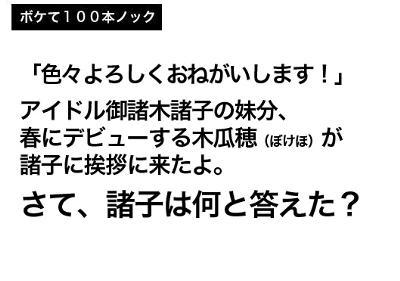 ボケて１００本ノック
「色々よろしくおねがいします！」
アイドル御諸木諸子の妹分、
春にデビューする木瓜穂（ぼけほ）が
諸子に挨拶に来たよ。
さて、諸子は何と答えた？